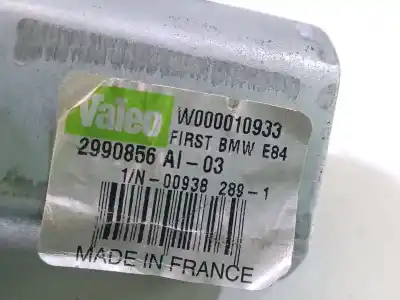 Valeo W000010933
FIRST BMW E84
2990856 AI-03
1/N-00938 289-1
MADE IN FRANCE